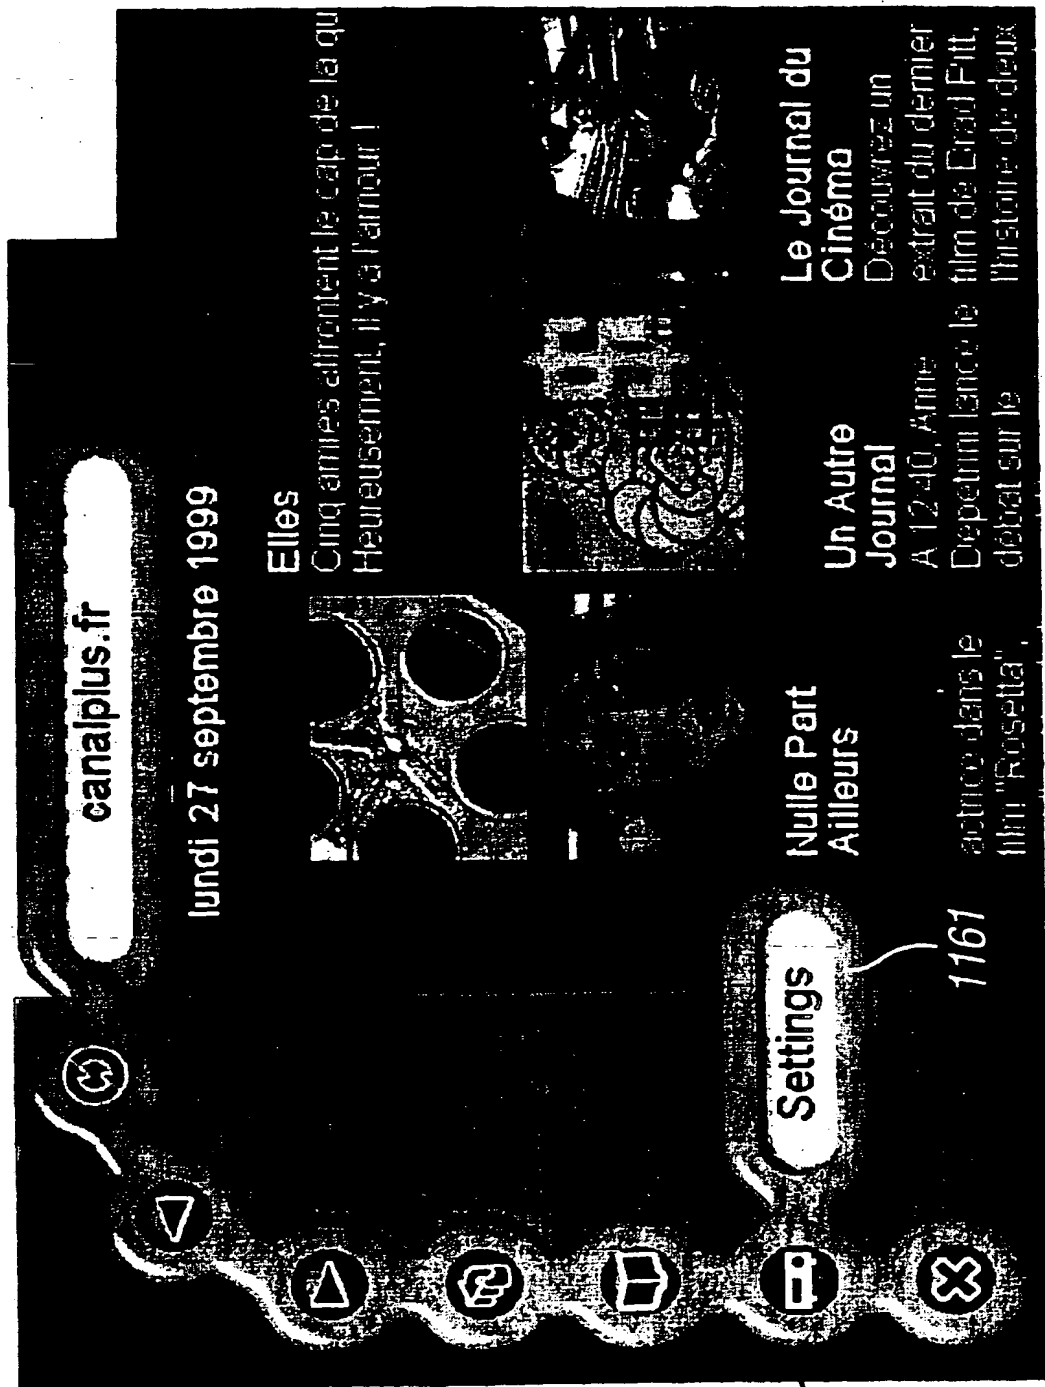 canalplus.fr
lundi 27 septembre 1999
Elles
Cinq amies affrontent le cap de la qu
Heureusement, il y a l'amour !
Settings
1161
Nulle Part
Ailleurs
actrice dans le
film "Rosetta",
Un Autre
Journal
A 12:40, Anne
Depetrini lance le
débat sur le
Le Journal du
Cinéma
Découvrez un
extrait du dernier
film de Brad Pitt,
l'histoire de deux